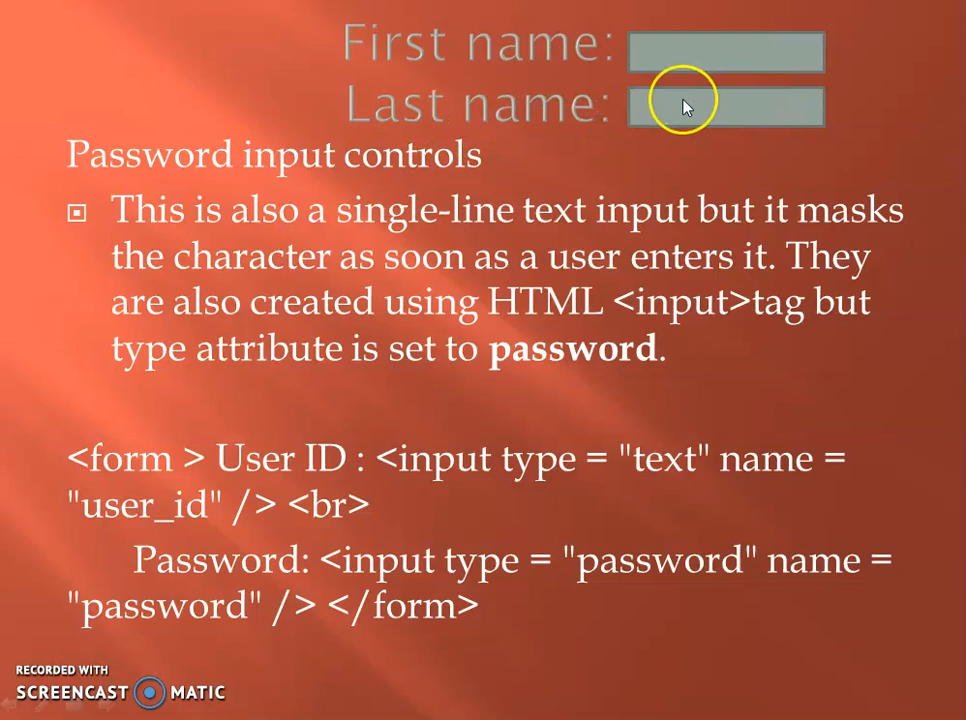 First name:
Last name:
Password input controls
This is also a single-line text input but it masks
the character as soon as a user enters it. They
are also created using HTML <input>tag but
type attribute is set to password.
<form > User ID : <input type = "text" name =
"user_id" /> <br>
Password: <input type = "password" name =
"password" /> </form>
RECORDED WITH
SCREENCAST MATIC